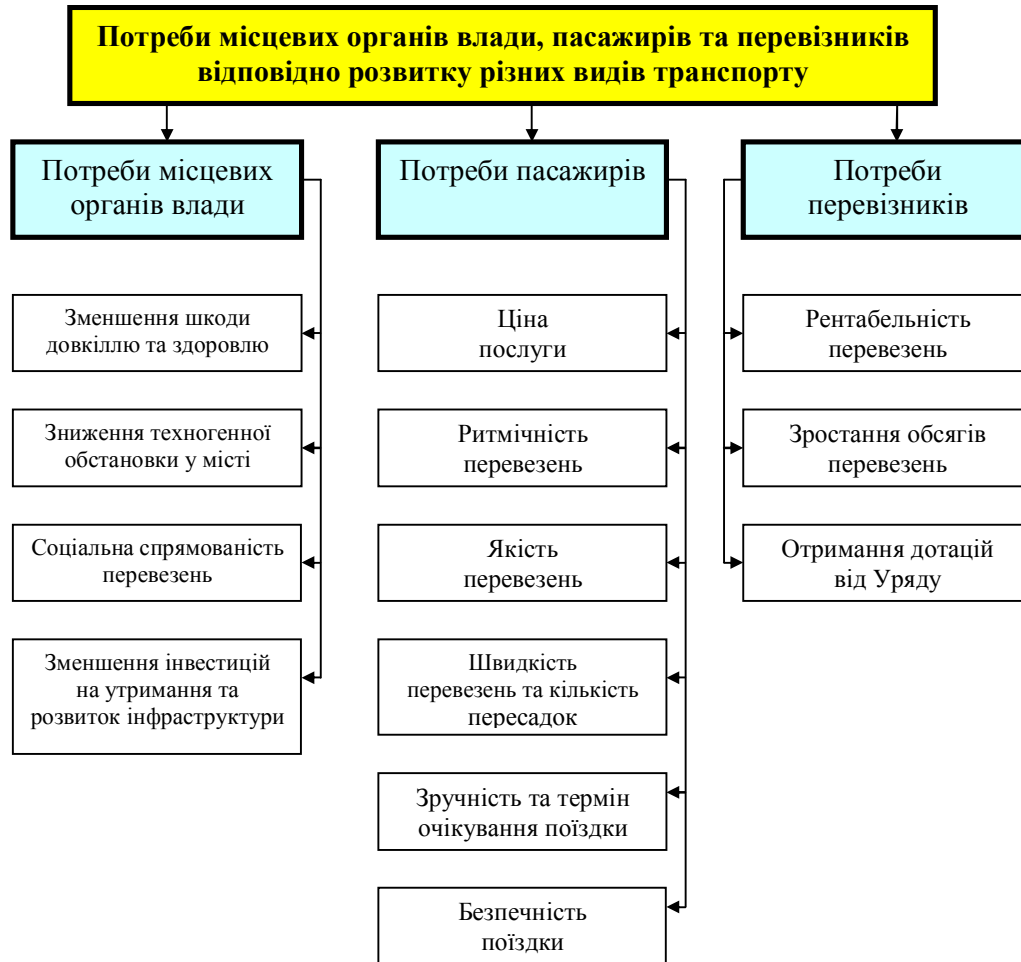 Потреби місцевих органів влади, пасажирів та перевізників
відповідно розвитку різних видів транспорту
Потреби місцевих
органів влади
Зменшення шкоди
довкіллю та здоровлю
Зниження техногенної
обстановки у місті
Соціальна спрямованість
перевезень
Зменшення інвестицій
на утримання та
розвиток інфраструктури
Потреби пасажирів
Ціна
послуги
Ритмічність
перевезень
Якість
перевезень
Швидкість
перевезень та кількість
пересадок
Зручність та термін
очікування поїздки
Безпечність
поїздки
Потреби
перевізників
Рентабельність
перевезень
Зростання обсягів
перевезень
Отримання дотацій
від Уряду